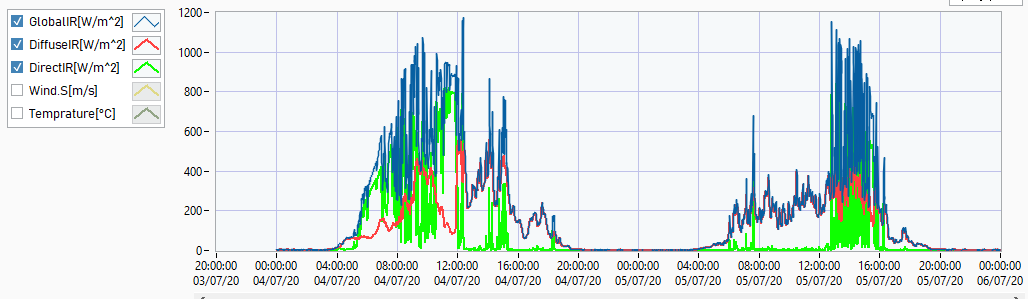 GlobalIR[W/m^2]
DiffuseIR[W/m^2]
DirectIR[W/m^2]
Wind.S[m/s]
Temprature[°C]
1200
1000
800
600
400
200
0
20:00:00 00:00:00 04:00:00 08:00:00 12:00:00 16:00:00 20:00:00 00:00:00 04:00:00 08:00:00 12:00:00 16:00:00 20:00:00 00:00:00
03/07/20 04/07/20 04/07/20 04/07/20 04/07/20 04/07/20 04/07/20 05/07/20 05/07/20 05/07/20 05/07/20 05/07/20 05/07/20 06/07/20